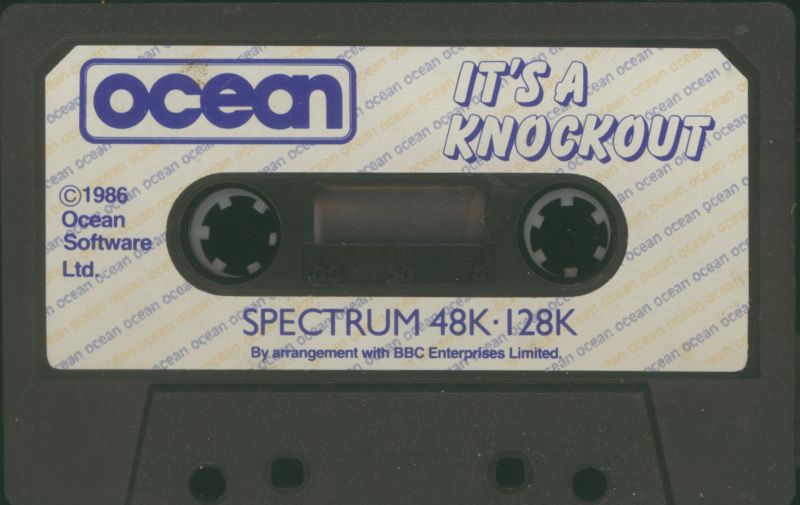 ocean
IT'S A
KNOCKOUT
©1986
Ocean
Software
Ltd.
SPECTRUM 48K·128K
By arrangement with BBC Enterprises Limited.